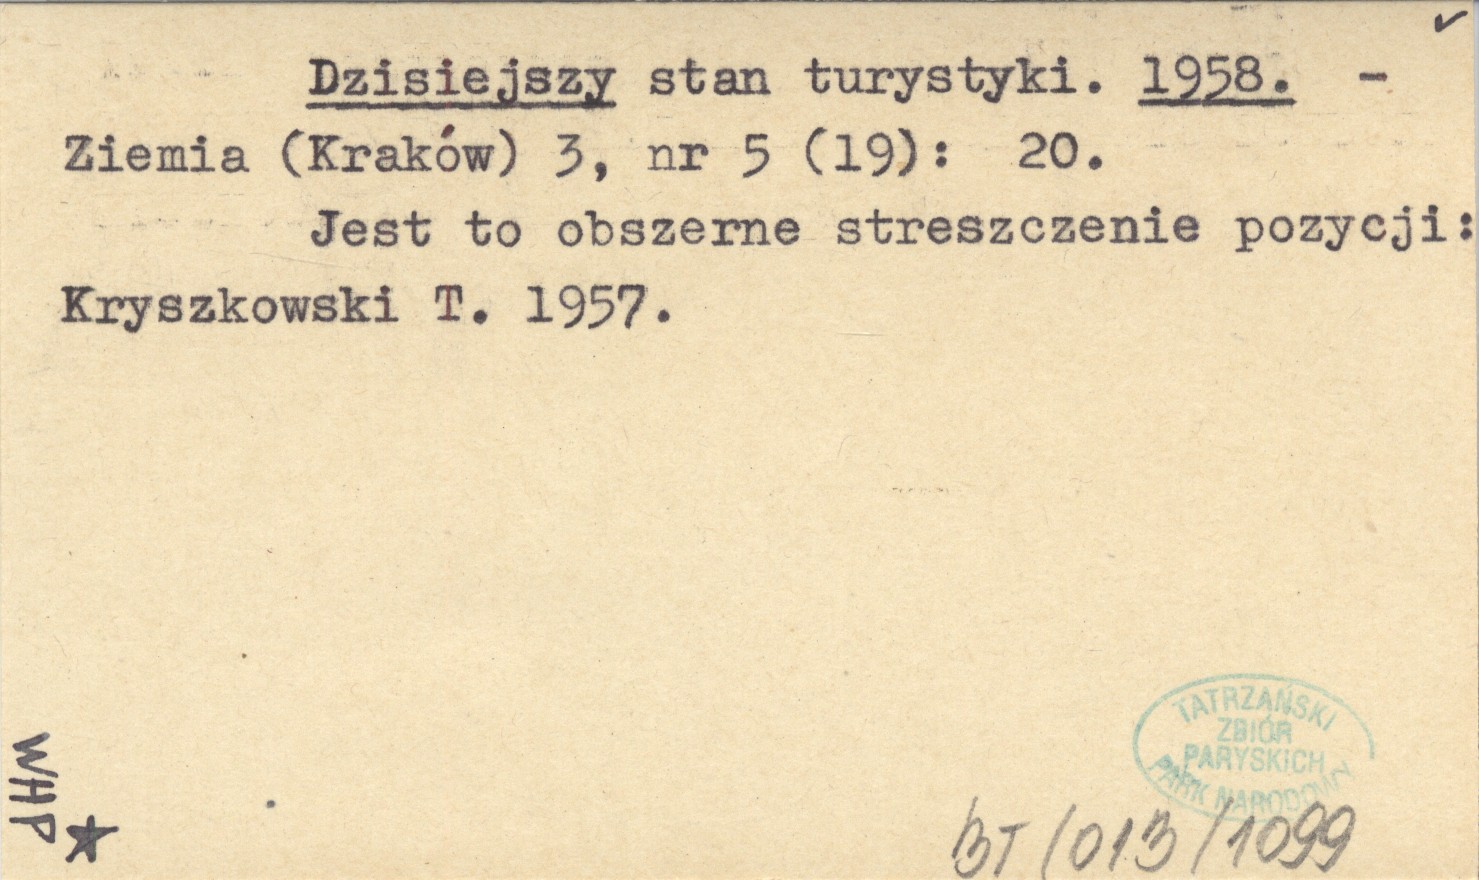 ✓
Dzisiejszy stan turystyki. 1958. -
Ziemia (Kraków) 3, nr 5 (19): 20.
Jest to obszerne streszczenie pozycji:
Kryszkowski T. 1957.
TATRZAŃSKI
ZBIÓR
PARYSKICH
PARK NARODOWY
WHP
★
BT/013/1099